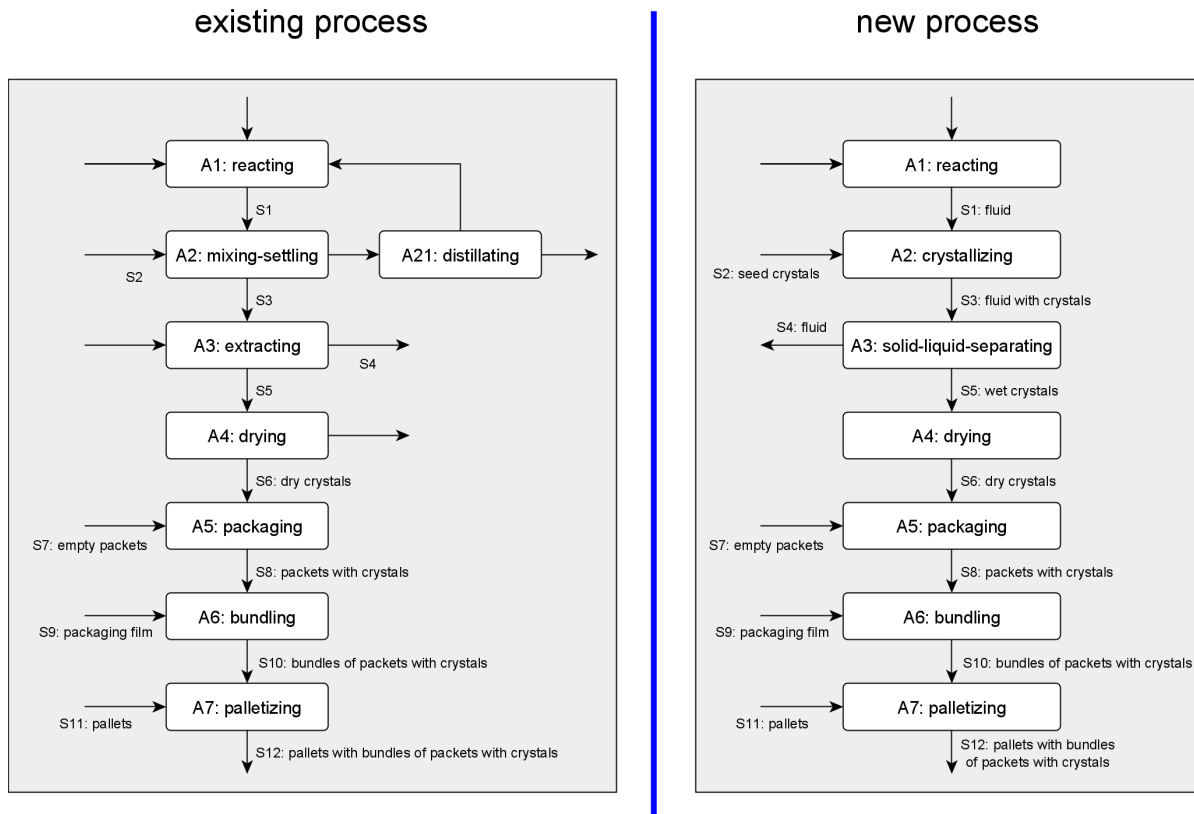 existing process
A1: reacting
S1
A2: mixing-settling
A21: distillating
S2
S3
A3: extracting
S4
S5
A4: drying
S6: dry crystals
A5: packaging
S7: empty packets
S8: packets with crystals
A6: bundling
S9: packaging film
S10: bundles of packets with crystals
A7: palletizing
S11: pallets
S12: pallets with bundles of packets with crystals
new process
A1: reacting
S1: fluid
A2: crystallizing
S2: seed crystals
S3: fluid with crystals
S4: fluid
A3: solid-liquid-separating
S5: wet crystals
A4: drying
S6: dry crystals
A5: packaging
S7: empty packets
S8: packets with crystals
A6: bundling
S9: packaging film
S10: bundles of packets with crystals
A7: palletizing
S11: pallets
S12: pallets with bundles
of packets with crystals